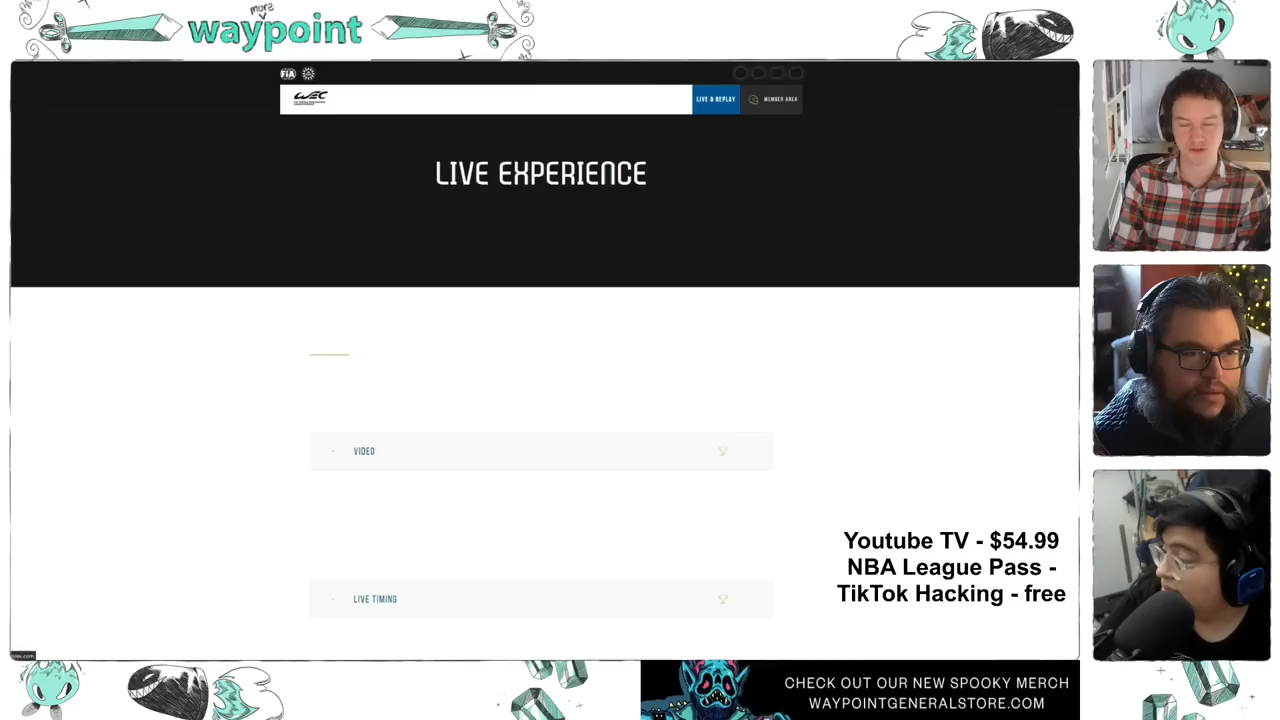 more
waypoint
FIA
WEC
LIVE & REPLAY
MEMBER AREA
LIVE EXPERIENCE
VIDEO
LIVE TIMING
Youtube TV - $54.99
NBA League Pass -
TikTok Hacking - free
CHECK OUT OUR NEW SPOOKY MERCH
WAYPOINTGENERALSTORE.COM